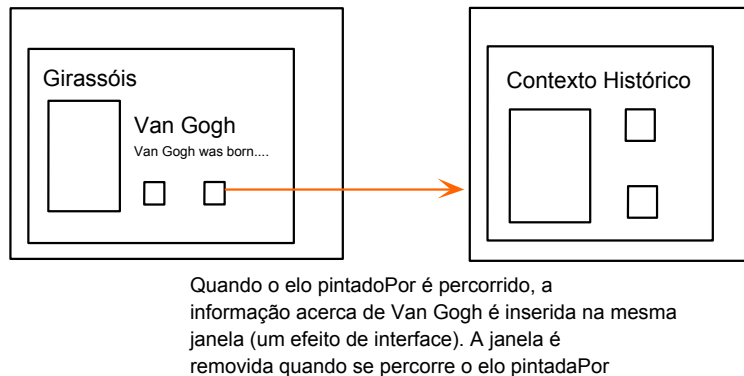 Girassóis
Van Gogh
Van Gogh was born....
Contexto Histórico
Quando o elo pintadoPor é percorrido, a
informação acerca de Van Gogh é inserida na mesma
janela (um efeito de interface). A janela é
removida quando se percorre o elo pintadaPor